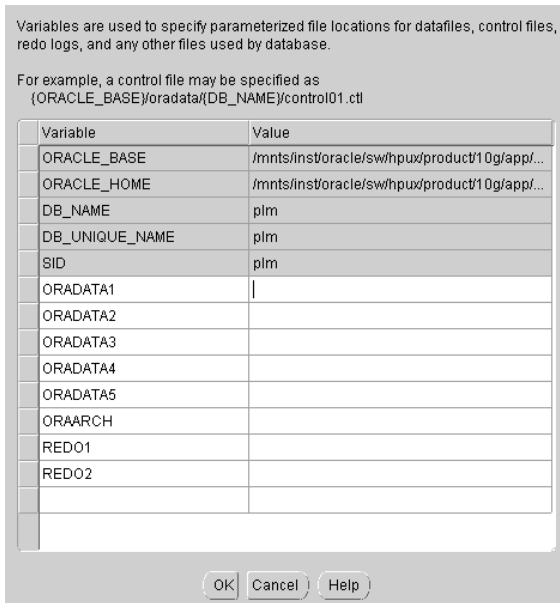 Variables are used to specify parameterized file locations for datafiles, control files,
redo logs, and any other files used by database.
For example, a control file may be specified as
{ORACLE_BASE}/oradata/{DB_NAME}/control01.ctl
Variable Value
ORACLE_BASE /mnts/inst/oracle/sw/hpux/product/10g/app/...
ORACLE_HOME /mnts/inst/oracle/sw/hpux/product/10g/app/...
DB_NAME plm
DB_UNIQUE_NAME plm
SID plm
ORADATA1
ORADATA2
ORADATA3
ORADATA4
ORADATA5
ORAARCH
REDO1
REDO2
OK Cancel Help